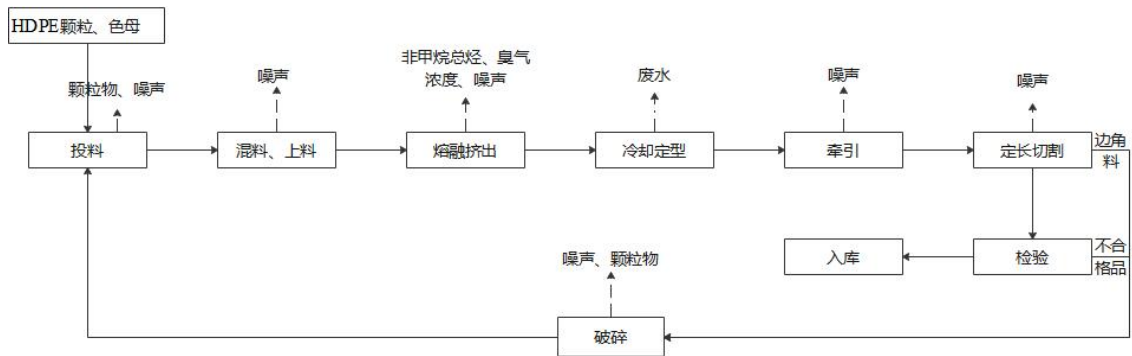 HDPE颗粒、色母
颗粒物、噪声
噪声
非甲烷总烃、臭气
浓度、噪声
废水
噪声
噪声
投料
混料、上料
熔融挤出
冷却定型
牵引
定长切割
边角
料
入库
检验
不合
格品
噪声、颗粒物
破碎